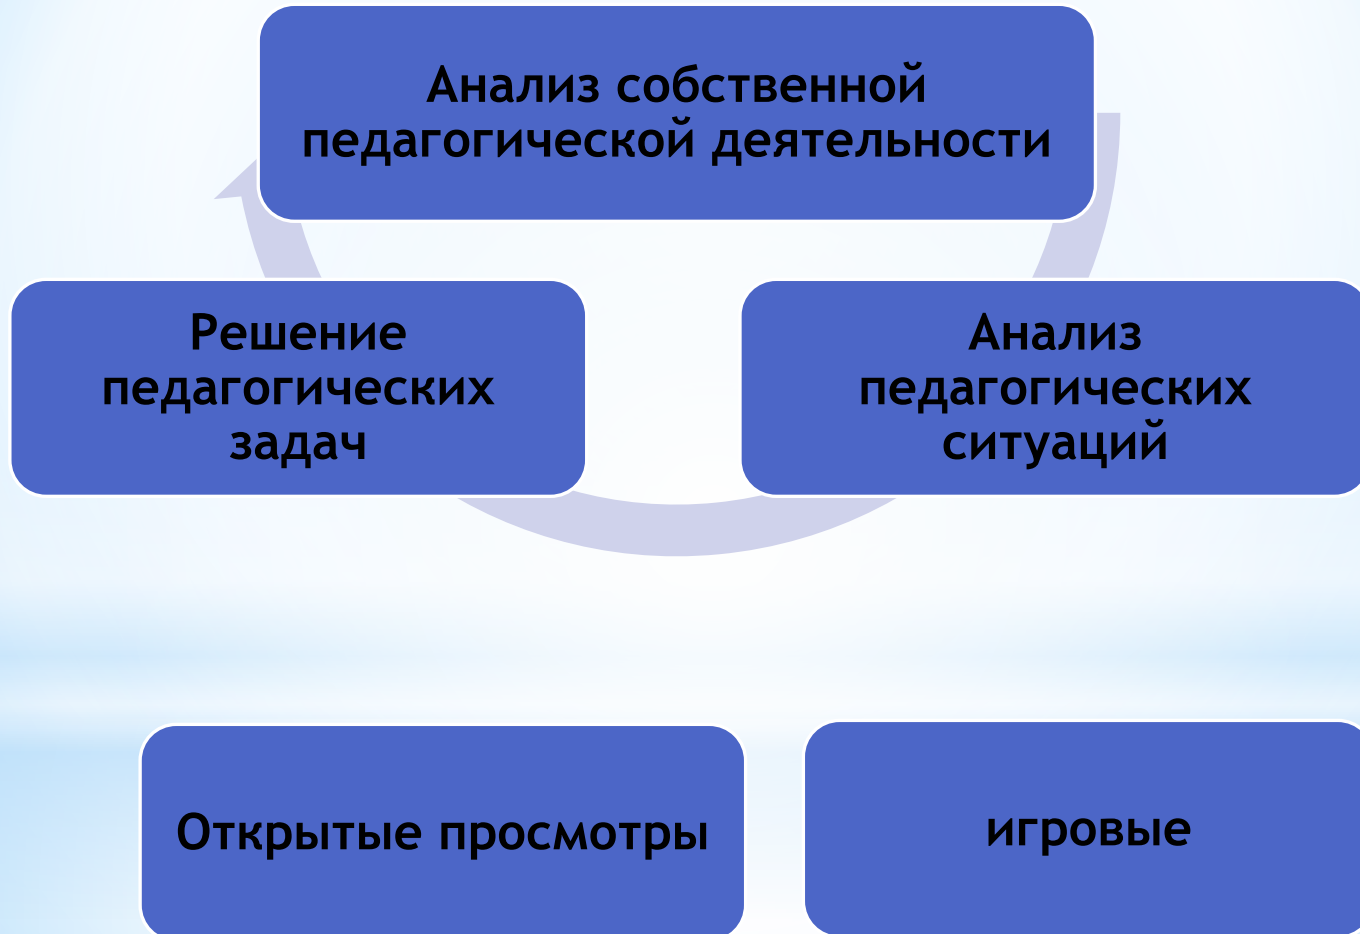 Анализ собственной
педагогической деятельности
Решение
педагогических
задач
Анализ
педагогических
ситуаций
Открытые просмотры
игровые